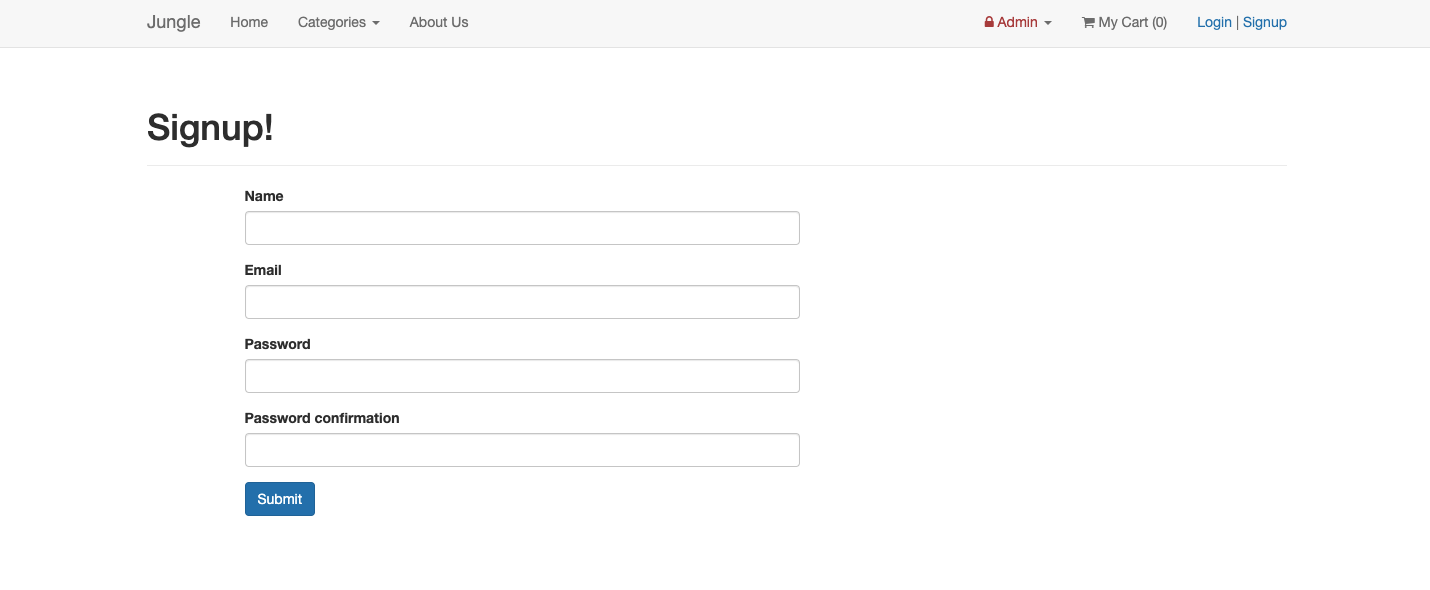 Jungle Home Categories About Us Admin My Cart (0) Login | Signup
Signup!
Name
Email
Password
Password confirmation
Submit